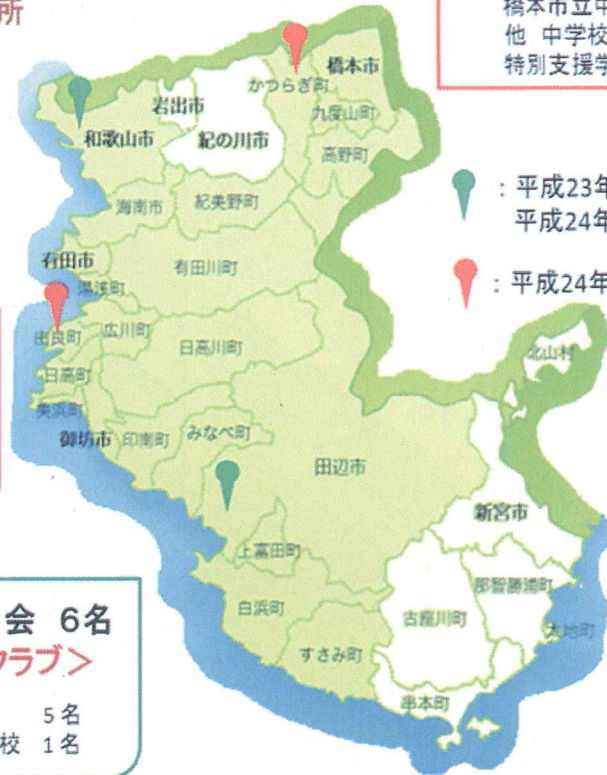 所
橋本市立中
他 中学校
特別支援学
橋本市
かつらぎ町
岩出市
九度山町
和歌山市
紀の川市
高野町
：平成23年
平成24年
海南市
紀美野町
有田市
有田川町
：平成24年
湯浅町
由良町
広川町
日高川町
北山村
日高町
美浜町
御坊市
印南町
みなべ町
田辺市
新宮市
上富田町
那智勝浦町
白浜町
古座川町
太地町
すさみ町
串本町
会 6名
クラブ＞
5名
校 1名